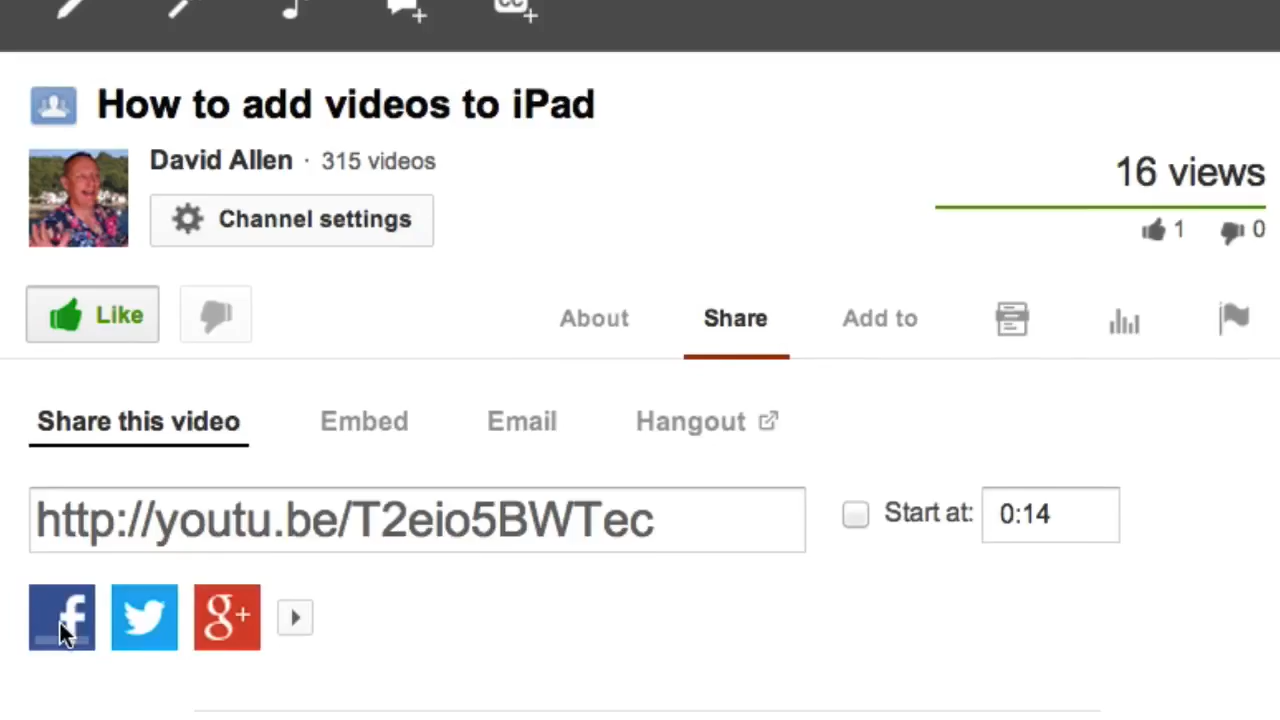 How to add videos to iPad
David Allen · 315 videos
16 views
Channel settings
1 0
Like
About Share Add to
Share this video Embed Email Hangout
http://youtu.be/T2eio5BWTec Start at: 0:14
f g+